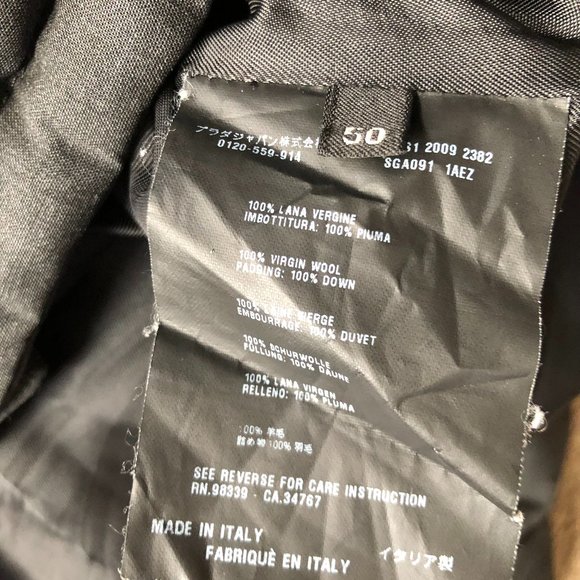 プラダジャパン株式会
50
2009 2382
0120-559-914
SGA091 1AEZ
100% LANA VERGINE
IMBOTTITURA: 100% PIUMA
100% VIRGIN WOOL
PADDING: 100% DOWN
100% VIERGE
EMBOURRAGE: 100% DUVET
100% SCHURWOLLE
FÜLLUNG: 100% DAUNE
100% LANA VIRGEN
RELLENO: 100% PLUMA
100% 羊毛
詰め物:100% 羽毛
SEE REVERSE FOR CARE INSTRUCTION
RN.98339 - CA.34767
MADE IN ITALY
FABRIQUÈ EN ITALY
イタリア製